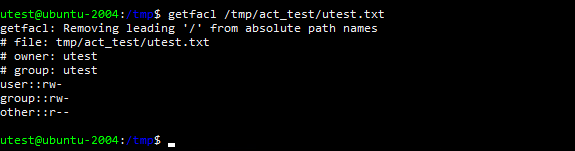 utest@ubuntu-2004:/tmp$ getfacl /tmp/act_test/utest.txt
getfacl: Removing leading '/' from absolute path names
# file: tmp/act_test/utest.txt
# owner: utest
# group: utest
user::rw-
group::rw-
other::r--
utest@ubuntu-2004:/tmp$